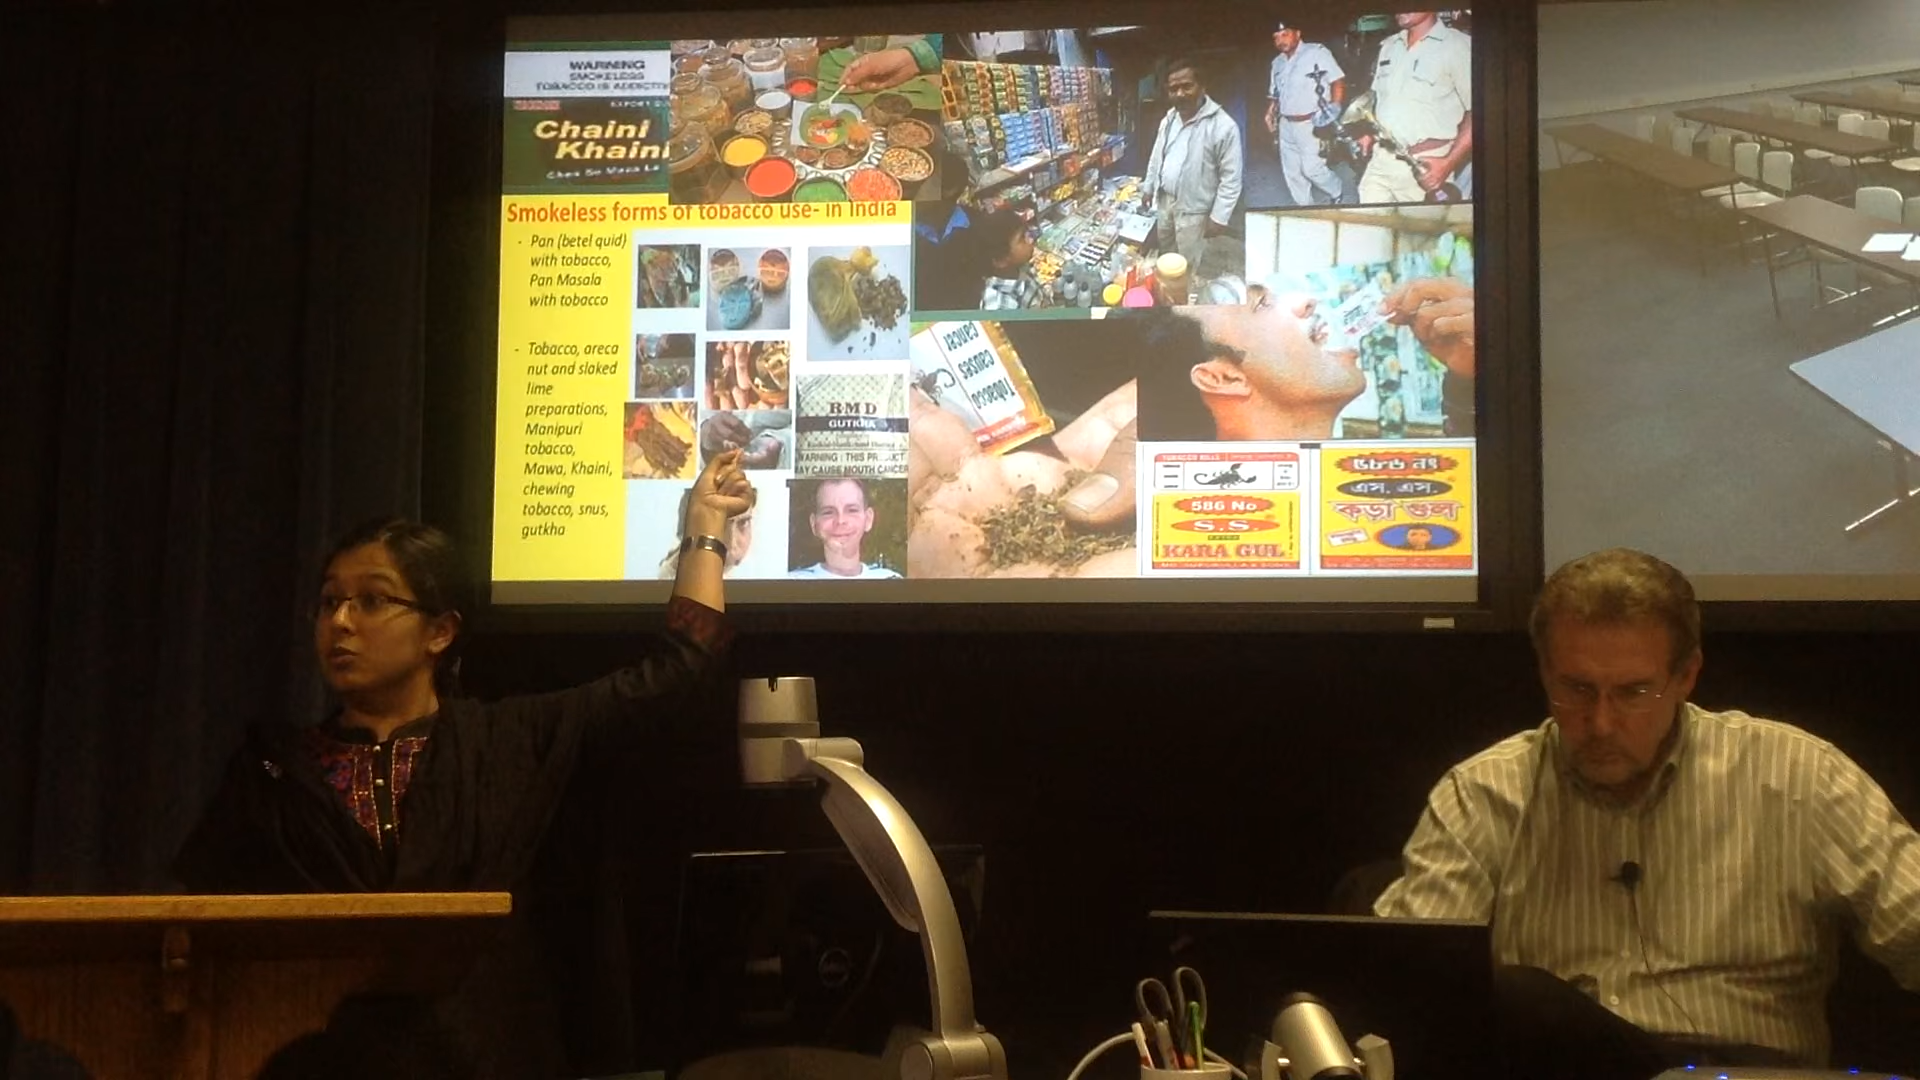 WARNING
SMOKELESS
TOBACCO IS ADDICTIVE
Chaini
Khaini
Smokeless forms of tobacco use- in India
- Pan (betel quid)
with tobacco,
Pan Masala
with tobacco
- Tobacco, areca
nut and slaked
lime
preparations,
Manipuri
tobacco,
Mawa, Khaini,
chewing
tobacco, snus,
gutkha
RMD
GUTKHA
WARNING : THIS PRODUCT
MAY CAUSE MOUTH CANCER
Tobacco
causes
cancer
TOBACCO KILLS
586 No
S.S.
KARA GUL
৫৮৬ নং
এস. এস.
কড়া গুল